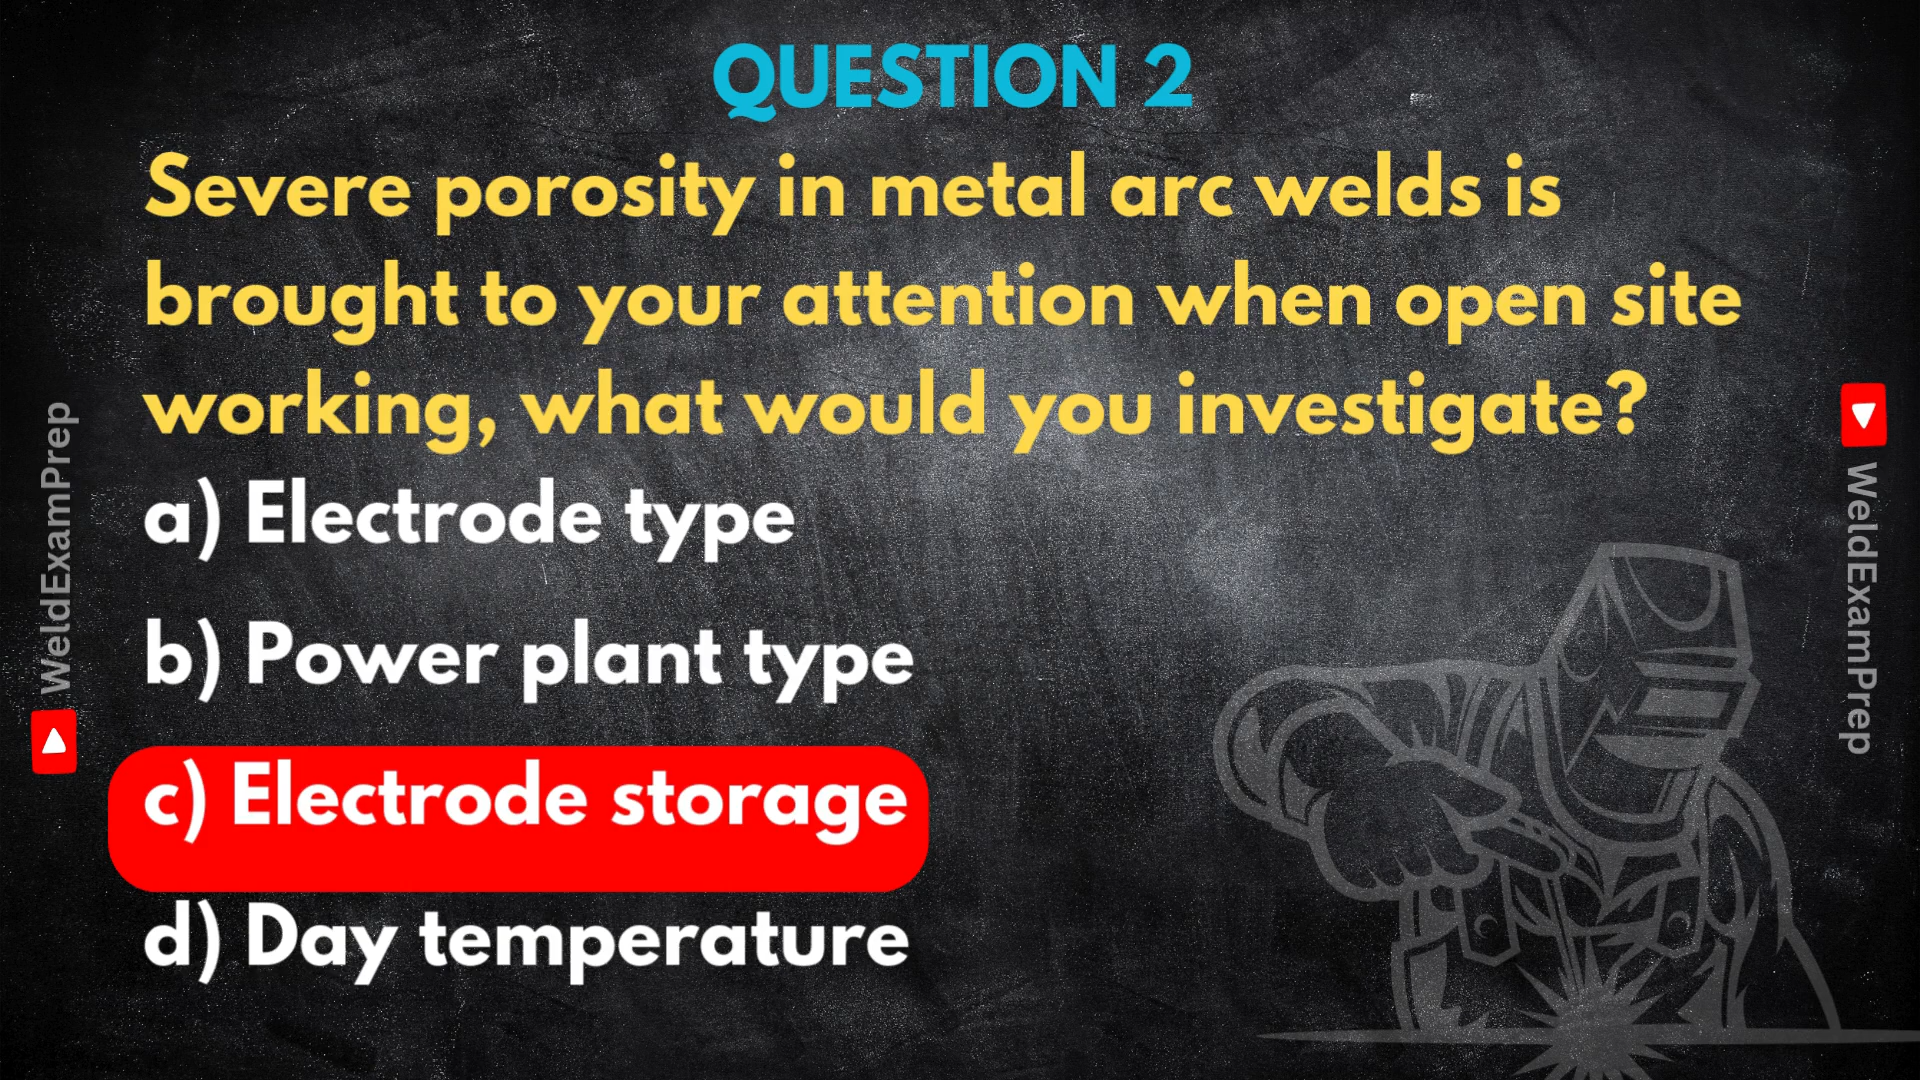 QUESTION 2
Severe porosity in metal arc welds is
brought to your attention when open site
working, what would you investigate?
a) Electrode type
b) Power plant type
c) Electrode storage
d) Day temperature
WeldExamPrep
WeldExamPrep